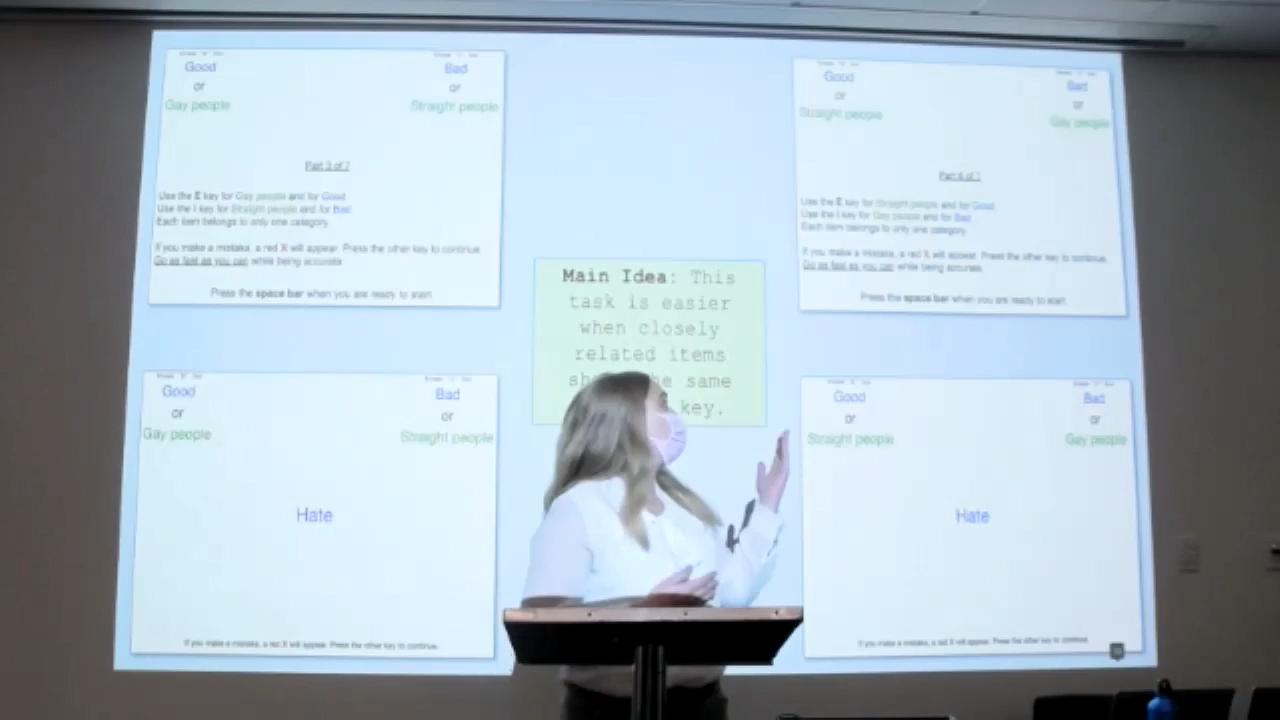 Good
or
Gay people
Bad
or
Straight people
Part 3 of 7
Use the E key for Gay people and for Good
Use the I key for Straight people and for Bad
Each item belongs to only one category.
If you make a mistake, a red X will appear. Press the other key to continue.
Go as fast as you can while being accurate.
Press the space bar when you are ready to start.
Good
or
Straight people
Bad
or
Gay people
Part 6 of 7
Use the E key for Straight people and for Good
Use the I key for Gay people and for Bad
Each item belongs to only one category.
If you make a mistake, a red X will appear. Press the other key to continue.
Go as fast as you can while being accurate.
Press the space bar when you are ready to start.
Main Idea: This
task is easier
when closely
related items
same
key.
Good
or
Gay people
Bad
or
Straight people
Hate
If you make a mistake, a red X will appear. Press the other key to continue.
Good
or
Straight people
Bad
or
Gay people
Hate
If you make a mistake, a red X will appear. Press the other key to continue.